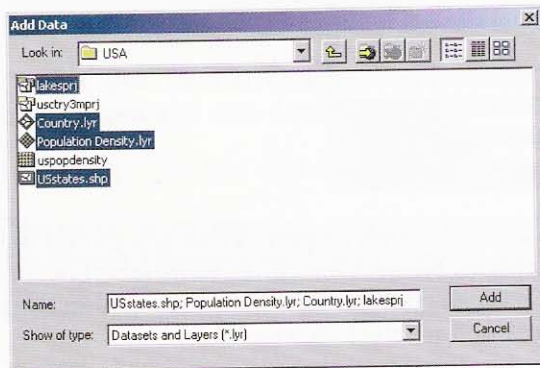 Add Data
Look in: USA
lakesprj
usctry3mprj
Country.lyr
Population Density.lyr
uspopdensity
USstates.shp
Name: USstates.shp; Population Density.lyr; Country.lyr; lakesprj
Add
Show of type: Datasets and Layers (*.lyr)
Cancel